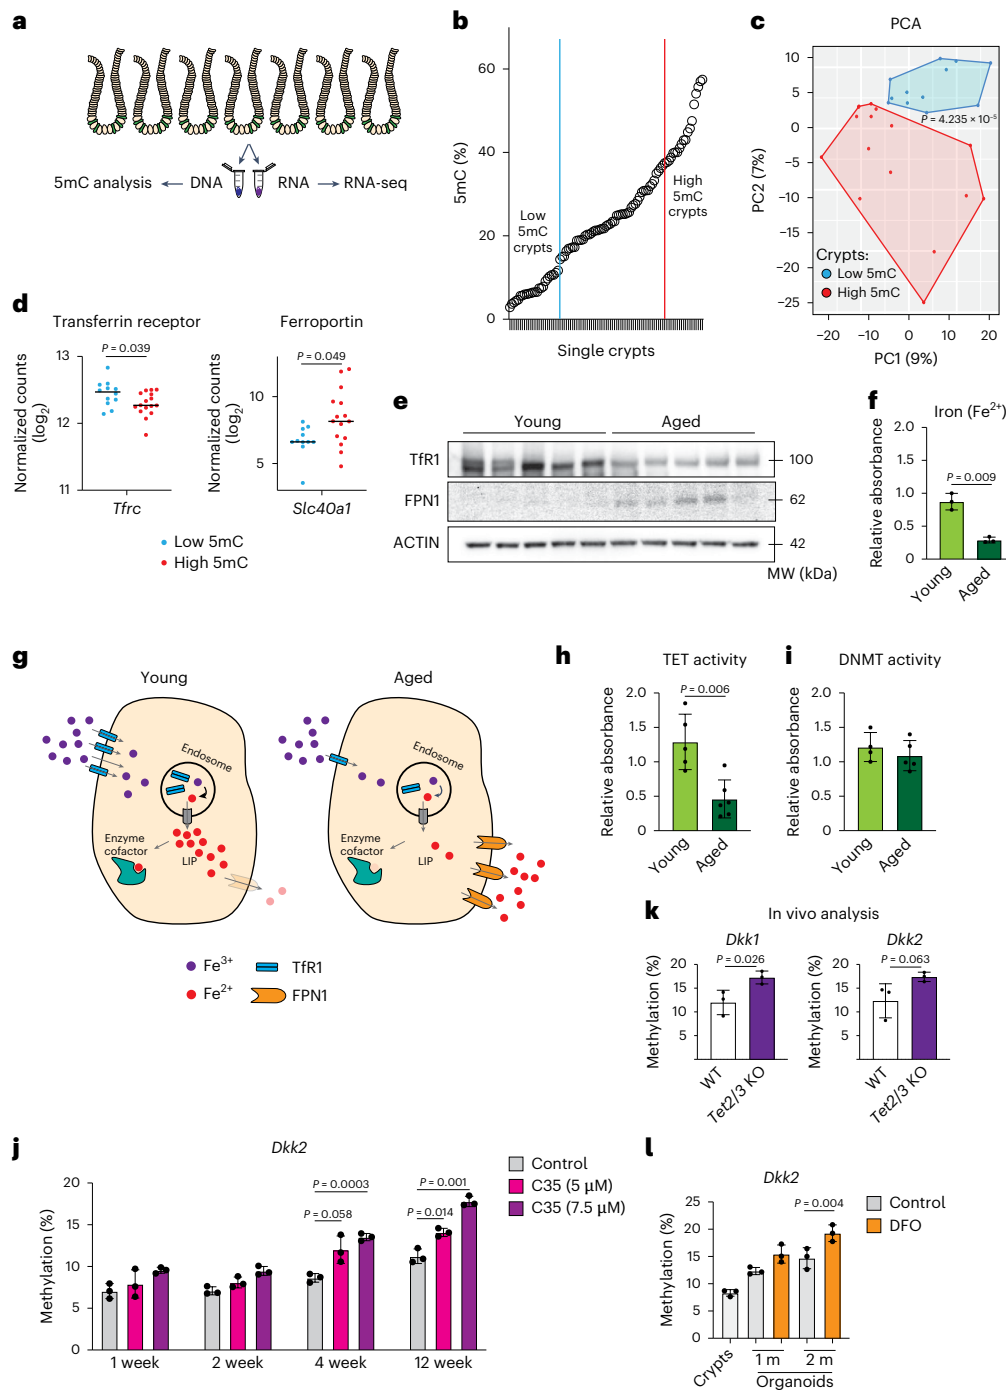 a
5mC analysis
DNA
RNA
RNA-seq
b
5mC (%)
60
40
20
0
Low
5mC
crypts
High
5mC
crypts
Single crypts
c
PCA
PC2 (7%)
10
5
0
−5
−10
−15
−20
−25
P = 4.235 × 10⁻⁵
Crypts:
Low 5mC
High 5mC
−20
−10
0
10
20
PC1 (9%)
d
Transferrin receptor
Normalized counts
(log₂)
P = 0.039
13
12
11
Tfrc
Ferroportin
Normalized counts
(log₂)
P = 0.049
10
5
Slc40a1
Low 5mC
High 5mC
e
Young
Aged
TfR1
100
FPN1
62
ACTIN
42
MW (kDa)
f
Iron (Fe²⁺)
Relative absorbance
2.0
1.5
1.0
0.5
0
P = 0.009
Young
Aged
g
Young
Endosome
Enzyme
cofactor
LIP
Aged
Endosome
Enzyme
cofactor
LIP
Fe³⁺
TfR1
Fe²⁺
FPN1
h
TET activity
Relative absorbance
2.0
1.5
1.0
0.5
0
P = 0.006
Young
Aged
i
DNMT activity
Relative absorbance
2.0
1.5
1.0
0.5
0
Young
Aged
k
In vivo analysis
Dkk1
Methylation (%)
20
15
10
5
P = 0.026
WT
Tet2/3 KO
Dkk2
Methylation (%)
20
15
10
5
P = 0.063
WT
Tet2/3 KO
j
Dkk2
Methylation (%)
20
15
10
5
0
P = 0.0003
P = 0.058
P = 0.001
P = 0.014
1 week
2 week
4 week
12 week
Control
C35 (5 µM)
C35 (7.5 µM)
l
Dkk2
Methylation (%)
25
20
15
10
5
0
P = 0.004
Control
DFO
Crypts
1 m
2 m
Organoids